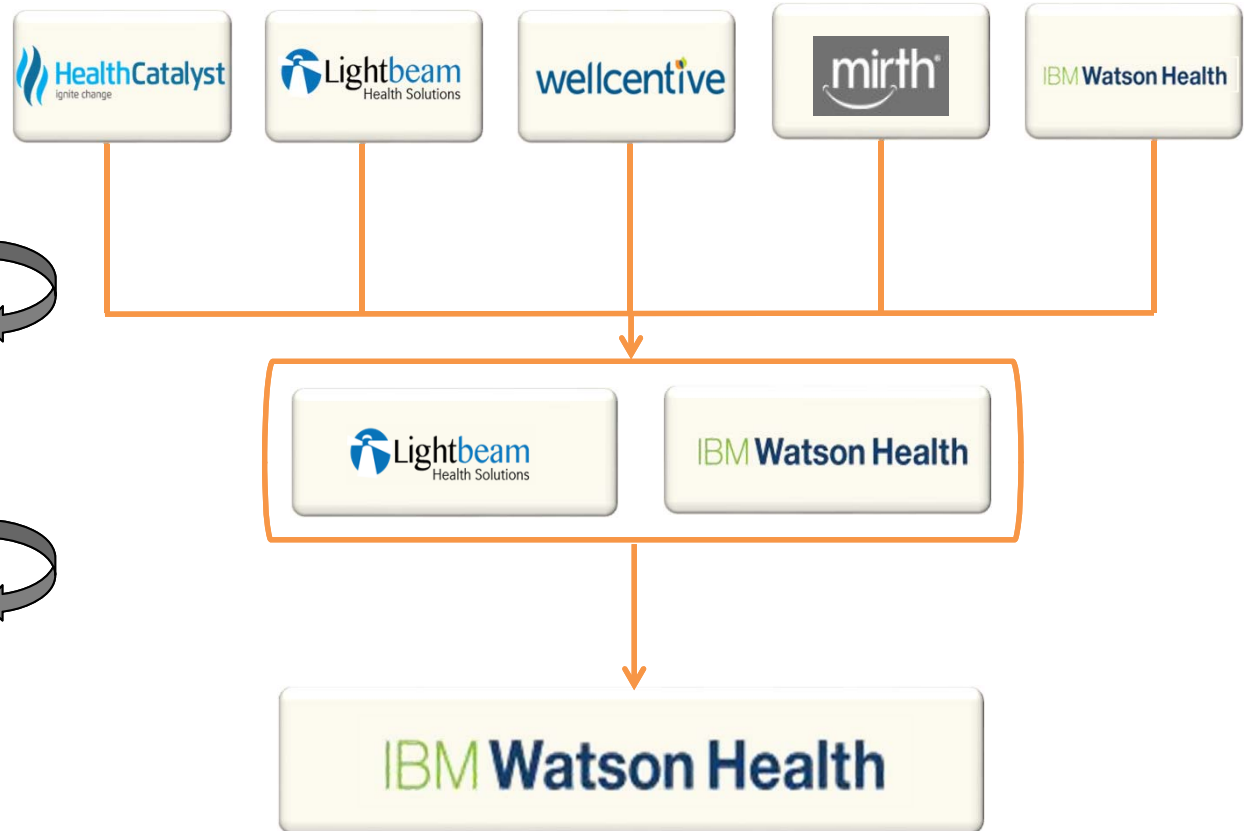 HealthCatalyst
ignite change
Lightbeam
Health Solutions
wellcentive
mirth®
IBM Watson Health
Lightbeam
Health Solutions
IBM Watson Health
IBM Watson Health